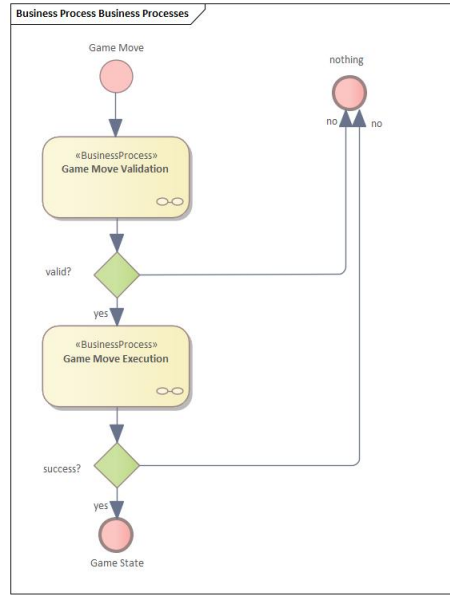 Business Process Business Processes
Game Move
nothing
no
no
«BusinessProcess»
Game Move Validation
valid?
yes
«BusinessProcess»
Game Move Execution
success?
yes
Game State